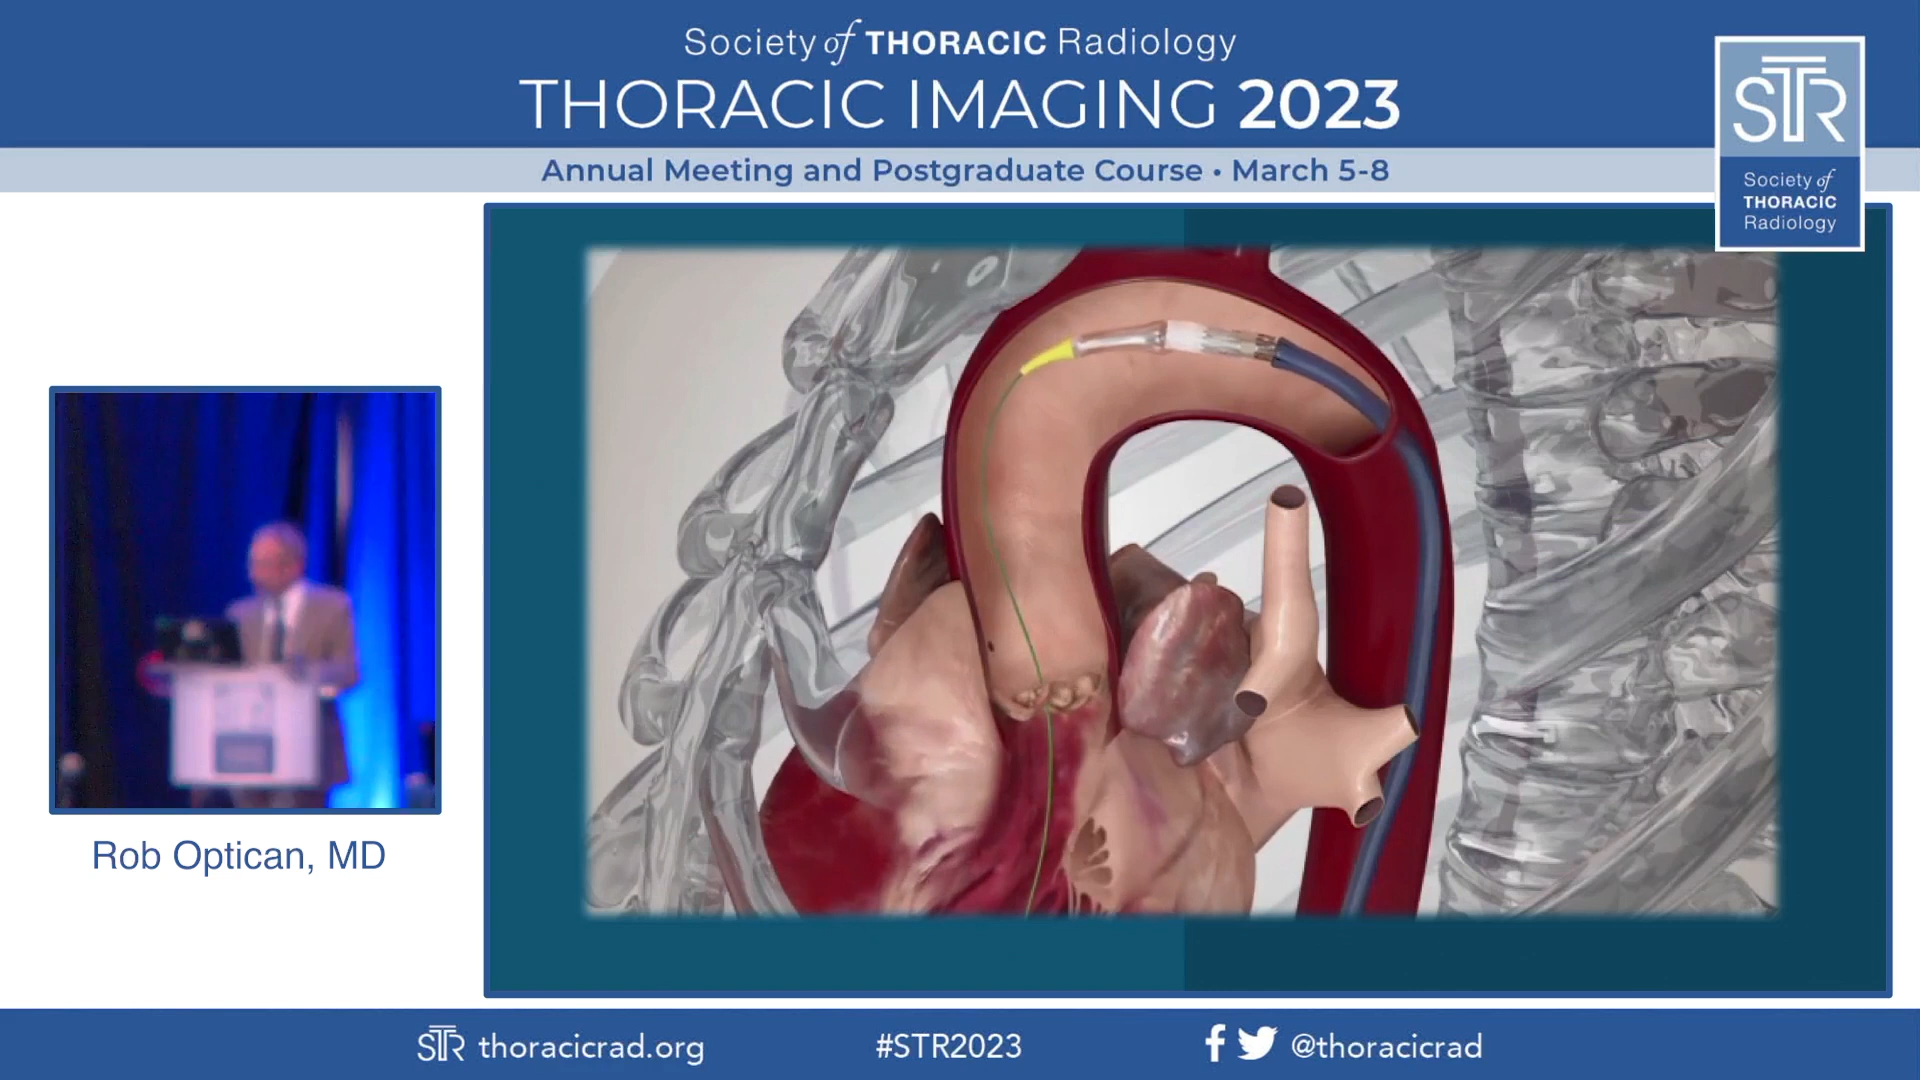 Society of THORACIC Radiology
THORACIC IMAGING 2023
Annual Meeting and Postgraduate Course • March 5-8
STR
Society of
THORACIC
Radiology
Rob Optican, MD
STR thoracicrad.org
#STR2023
@thoracicrad